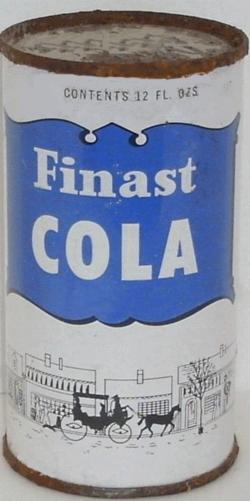 CONTENTS 12 FL. OZS
Finast
COLA